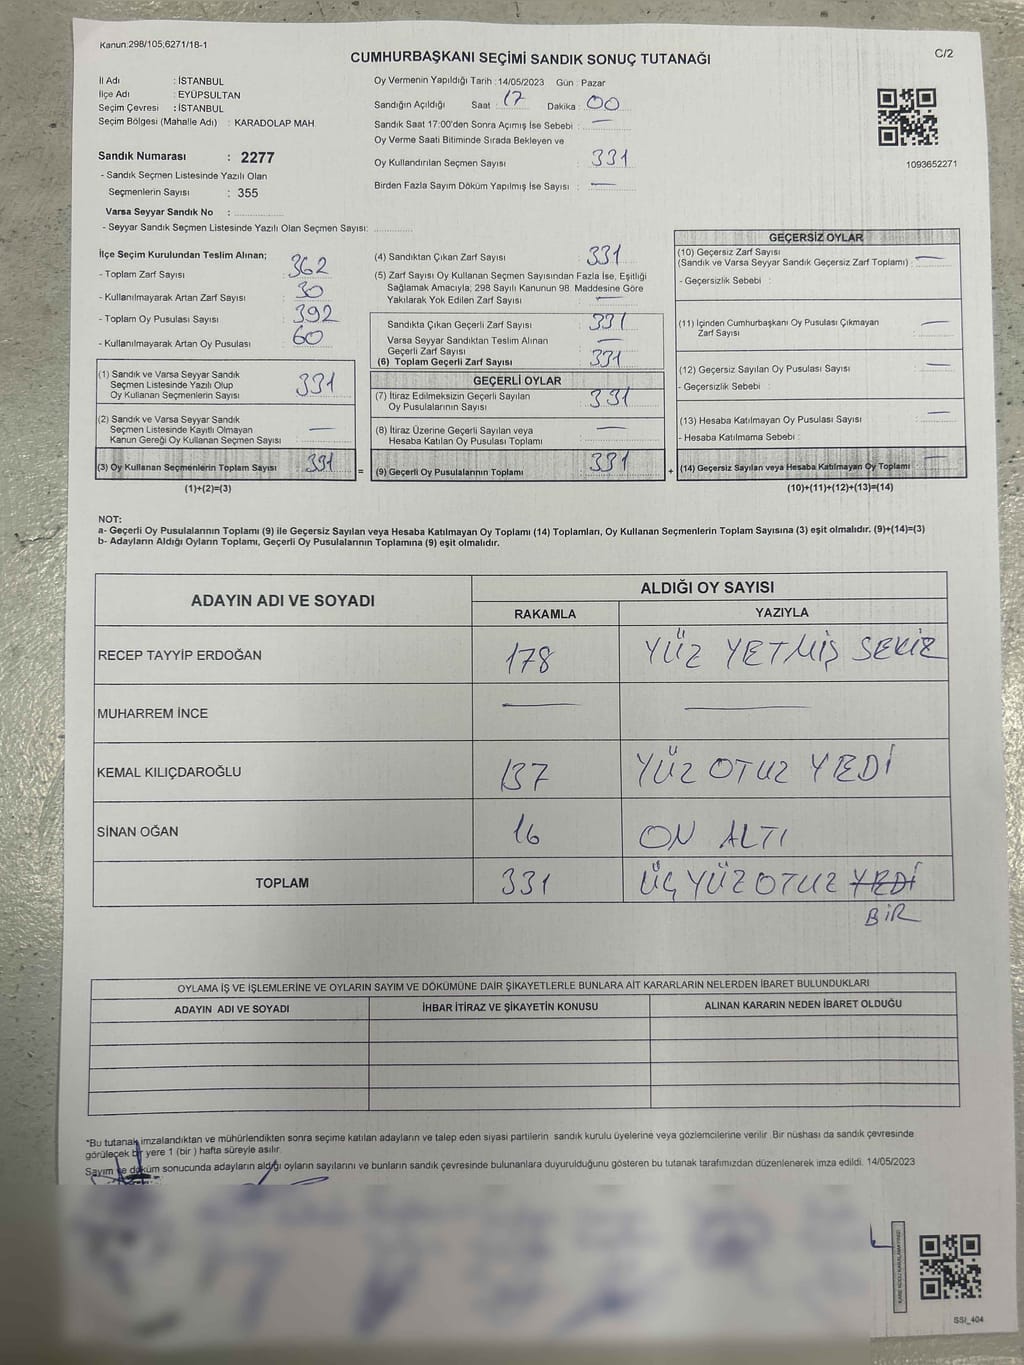 Kanun:298/105;6271/18-1
CUMHURBAŞKANI SEÇİMİ SANDIK SONUÇ TUTANAĞI
C/2
İl Adı : İSTANBUL
İlçe Adı : EYÜPSULTAN
Seçim Çevresi : İSTANBUL
Seçim Bölgesi (Mahalle Adı) : KARADOLAP MAH.
Sandık Numarası : 2277
- Sandık Seçmen Listesinde Yazılı Olan
Seçmenlerin Sayısı : 355
Varsa Seyyar Sandık No :
- Seyyar Sandık Seçmen Listesinde Yazılı Olan Seçmen Sayısı:
Oy Vermenin Yapıldığı Tarih : 14/05/2023 Gün : Pazar
Sandığın Açıldığı Saat : 17 Dakika : 00
Sandık Saat 17:00'den Sonra Açımış İse Sebebi : —
Oy Verme Saati Bitiminde Sırada Bekleyen ve
Oy Kullandırılan Seçmen Sayısı : 331
Birden Fazla Sayım Döküm Yapılmış İse Sayısı : —
1093652271
İlçe Seçim Kurulundan Teslim Alınan;
- Toplam Zarf Sayısı : 362
- Kullanılmayarak Artan Zarf Sayısı : 30
- Toplam Oy Pusulası Sayısı : 392
- Kullanılmayarak Artan Oy Pusulası : 60
(1) Sandık ve Varsa Seyyar Sandık
Seçmen Listesinde Yazılı Olup
Oy Kullanan Seçmenlerin Sayısı : 331
(2) Sandık ve Varsa Seyyar Sandık
Seçmen Listesinde Kayıtlı Olmayan
Kanun Gereği Oy Kullanan Seçmen Sayısı : —
(3) Oy Kullanan Seçmenlerin Toplam Sayısı : 331
(1)+(2)=(3)
(4) Sandıktan Çıkan Zarf Sayısı : 331
(5) Zarf Sayısı Oy Kullanan Seçmen Sayısından Fazla İse, Eşitliği
Sağlamak Amacıyla; 298 Sayılı Kanunun 98. Maddesine Göre
Yakılarak Yok Edilen Zarf Sayısı : —
Sandıkta Çıkan Geçerli Zarf Sayısı : 331
Varsa Seyyar Sandıktan Teslim Alınan
Geçerli Zarf Sayısı : —
(6) Toplam Geçerli Zarf Sayısı : 331
GEÇERLİ OYLAR
(7) İtiraz Edilmeksizin Geçerli Sayılan
Oy Pusulalarının Sayısı : 331
(8) İtiraz Üzerine Geçerli Sayılan veya
Hesaba Katılan Oy Pusulası Toplamı : —
= (9) Geçerli Oy Pusulalarının Toplamı : 331
GEÇERSİZ OYLAR
(10) Geçersiz Zarf Sayısı
(Sandık ve Varsa Seyyar Sandık Geçersiz Zarf Toplamı) : —
- Geçersizlik Sebebi :
(11) İçinden Cumhurbaşkanı Oy Pusulası Çıkmayan
Zarf Sayısı : —
(12) Geçersiz Sayılan Oy Pusulası Sayısı : —
- Geçersizlik Sebebi :
(13) Hesaba Katılmayan Oy Pusulası Sayısı : —
- Hesaba Katılmama Sebebi :
+ (14) Geçersiz Sayılan veya Hesaba Katılmayan Oy Toplamı : —
(10)+(11)+(12)+(13)=(14)
NOT:
a- Geçerli Oy Pusulalarının Toplamı (9) ile Geçersiz Sayılan veya Hesaba Katılmayan Oy Toplamı (14) Toplamları, Oy Kullanan Seçmenlerin Toplam Sayısına (3) eşit olmalıdır. (9)+(14)=(3)
b- Adayların Aldığı Oyların Toplamı, Geçerli Oy Pusulalarının Toplamına (9) eşit olmalıdır.
ADAYIN ADI VE SOYADI ALDIĞI OY SAYISI
RAKAMLA YAZIYLA
RECEP TAYYİP ERDOĞAN 178 YÜZ YETMİŞ SEKİZ
MUHARREM İNCE — —
KEMAL KILIÇDAROĞLU 137 YÜZ OTUZ YEDİ
SİNAN OĞAN 16 ON ALTI
TOPLAM 331 ÜÇ YÜZ OTUZ YEDİ
BİR
OYLAMA İŞ VE İŞLEMLERİNE VE OYLARIN SAYIM VE DÖKÜMÜNE DAİR ŞİKAYETLERLE BUNLARA AİT KARARLARIN NELERDEN İBARET BULUNDUKLARI
ADAYIN ADI VE SOYADI İHBAR İTİRAZ VE ŞİKAYETİN KONUSU ALINAN KARARIN NEDEN İBARET OLDUĞU
*Bu tutanak imzalandıktan ve mühürlendikten sonra seçime katılan adayların ve talep eden siyasi partilerin sandık kurulu üyelerine veya gözlemcilerine verilir. Bir nüshası da sandık çevresinde
görülecek bir yere 1 (bir ) hafta süreyle asılır.
Sayım ve döküm sonucunda adayların aldığı oyların sayılarını ve bunların sandık çevresinde bulunanlara duyurulduğunu gösteren bu tutanak tarafımızdan düzenlenerek imza edildi. 14/05/2023
SSI_404